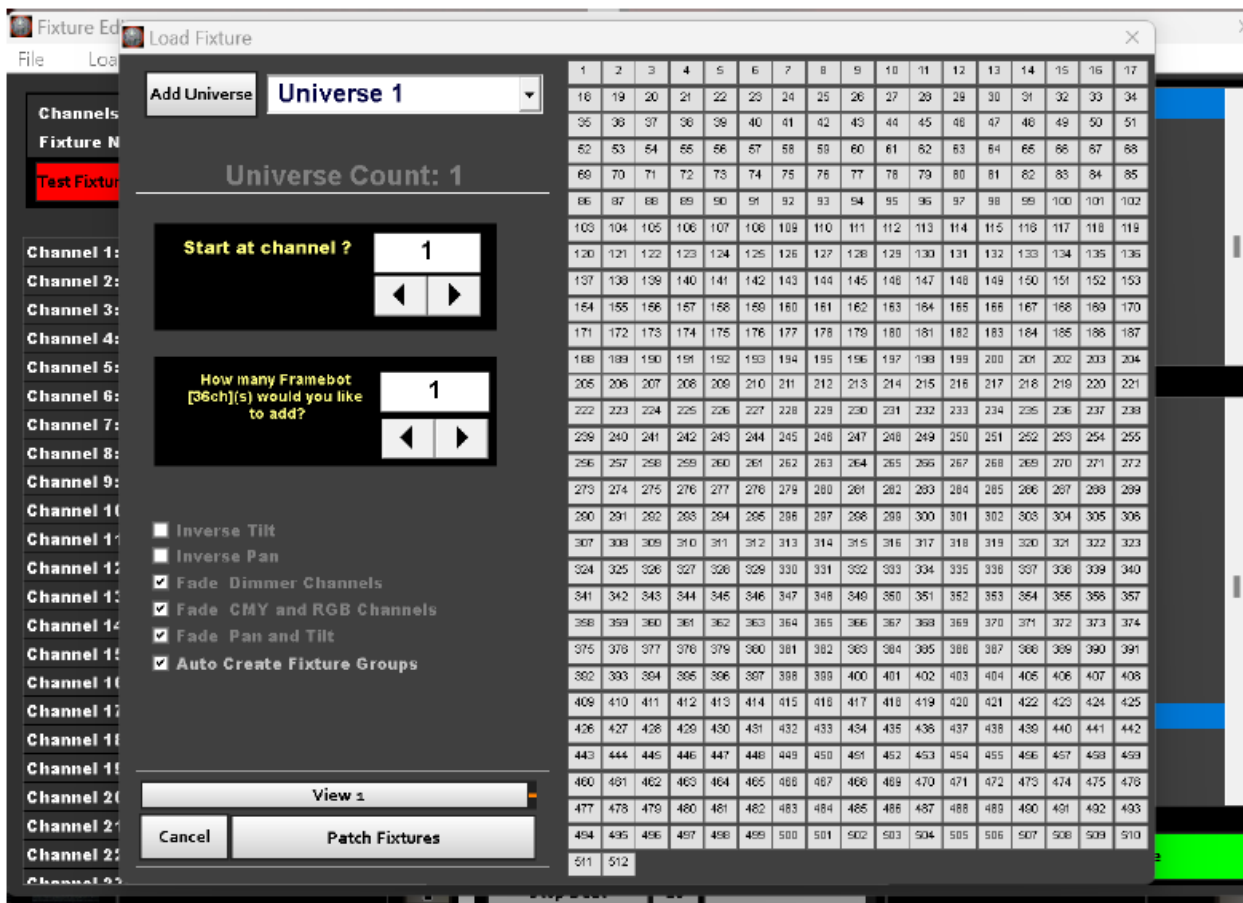 Fixture Ed
Load Fixture
File Loa
Add Universe Universe 1
Channels
Fixture N
Test Fixtur
Universe Count: 1
Start at channel ? 1
How many Framebot
[36ch](s) would you like
to add?
1
Inverse Tilt
Inverse Pan
Fade Dimmer Channels
Fade CMY and RGB Channels
Fade Pan and Tilt
Auto Create Fixture Groups
View 1
Cancel Patch Fixtures
Channel 1:
Channel 2:
Channel 3:
Channel 4:
Channel 5:
Channel 6:
Channel 7:
Channel 8:
Channel 9:
Channel 10
Channel 11
Channel 12
Channel 13
Channel 14
Channel 15
Channel 16
Channel 17
Channel 18
Channel 19
Channel 20
Channel 21
Channel 22
1 2 3 4 5 6 7 8 9 10 11 12 13 14 15 16 17
18 19 20 21 22 23 24 25 26 27 28 29 30 31 32 33 34
35 36 37 38 39 40 41 42 43 44 45 46 47 48 49 50 51
52 53 54 55 56 57 58 59 60 61 62 63 64 65 66 67 68
69 70 71 72 73 74 75 76 77 78 79 80 81 82 83 84 85
86 87 88 89 90 91 92 93 94 95 96 97 98 99 100 101 102
103 104 105 106 107 108 109 110 111 112 113 114 115 116 117 118 119
120 121 122 123 124 125 126 127 128 129 130 131 132 133 134 135 136
137 138 139 140 141 142 143 144 145 146 147 148 149 150 151 152 153
154 155 156 157 158 159 160 161 162 163 164 165 166 167 168 169 170
171 172 173 174 175 176 177 178 179 180 181 182 183 184 185 186 187
188 189 190 191 192 193 194 195 196 197 198 199 200 201 202 203 204
205 206 207 208 209 210 211 212 213 214 215 216 217 218 219 220 221
222 223 224 225 226 227 228 229 230 231 232 233 234 235 236 237 238
239 240 241 242 243 244 245 246 247 248 249 250 251 252 253 254 255
256 257 258 259 260 261 262 263 264 265 266 267 268 269 270 271 272
273 274 275 276 277 278 279 280 281 282 283 284 285 286 287 288 289
290 291 292 293 294 295 296 297 298 299 300 301 302 303 304 305 306
307 308 309 310 311 312 313 314 315 316 317 318 319 320 321 322 323
324 325 326 327 328 329 330 331 332 333 334 335 336 337 338 339 340
341 342 343 344 345 346 347 348 349 350 351 352 353 354 355 356 357
358 359 360 361 362 363 364 365 366 367 368 369 370 371 372 373 374
375 376 377 378 379 380 381 382 383 384 385 386 387 388 389 390 391
392 393 394 395 396 397 398 399 400 401 402 403 404 405 406 407 408
409 410 411 412 413 414 415 416 417 418 419 420 421 422 423 424 425
426 427 428 429 430 431 432 433 434 435 436 437 438 439 440 441 442
443 444 445 446 447 448 449 450 451 452 453 454 455 456 457 458 459
460 461 462 463 464 465 466 467 468 469 470 471 472 473 474 475 476
477 478 479 480 481 482 483 484 485 486 487 488 489 490 491 492 493
494 495 496 497 498 499 500 501 502 503 504 505 506 507 508 509 510
511 512